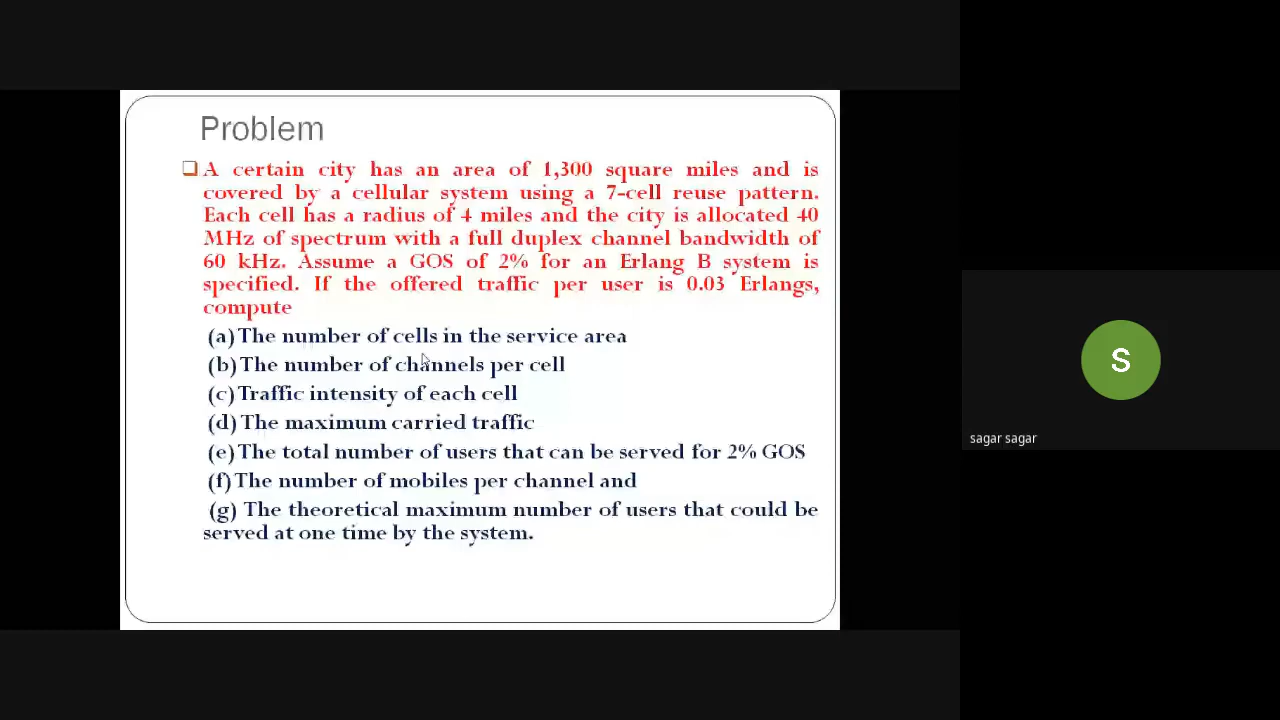 Problem
A certain city has an area of 1,300 square miles and is
covered by a cellular system using a 7-cell reuse pattern.
Each cell has a radius of 4 miles and the city is allocated 40
MHz of spectrum with a full duplex channel bandwidth of
60 kHz. Assume a GOS of 2% for an Erlang B system is
specified. If the offered traffic per user is 0.03 Erlangs,
compute
(a) The number of cells in the service area
(b) The number of channels per cell
(c) Traffic intensity of each cell
(d) The maximum carried traffic
(e) The total number of users that can be served for 2% GOS
(f) The number of mobiles per channel and
(g) The theoretical maximum number of users that could be
served at one time by the system.
S
sagar sagar